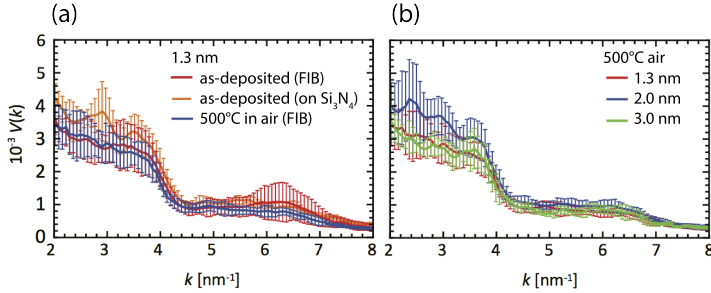 (a)
(b)
1.3 nm
as-deposited (FIB)
as-deposited (on Si₃N₄)
500°C in air (FIB)
500°C air
1.3 nm
2.0 nm
3.0 nm
10⁻³ V(k)
6
5
4
3
2
1
0
2 3 4 5 6 7 8
2 3 4 5 6 7 8
k [nm⁻¹]
k [nm⁻¹]